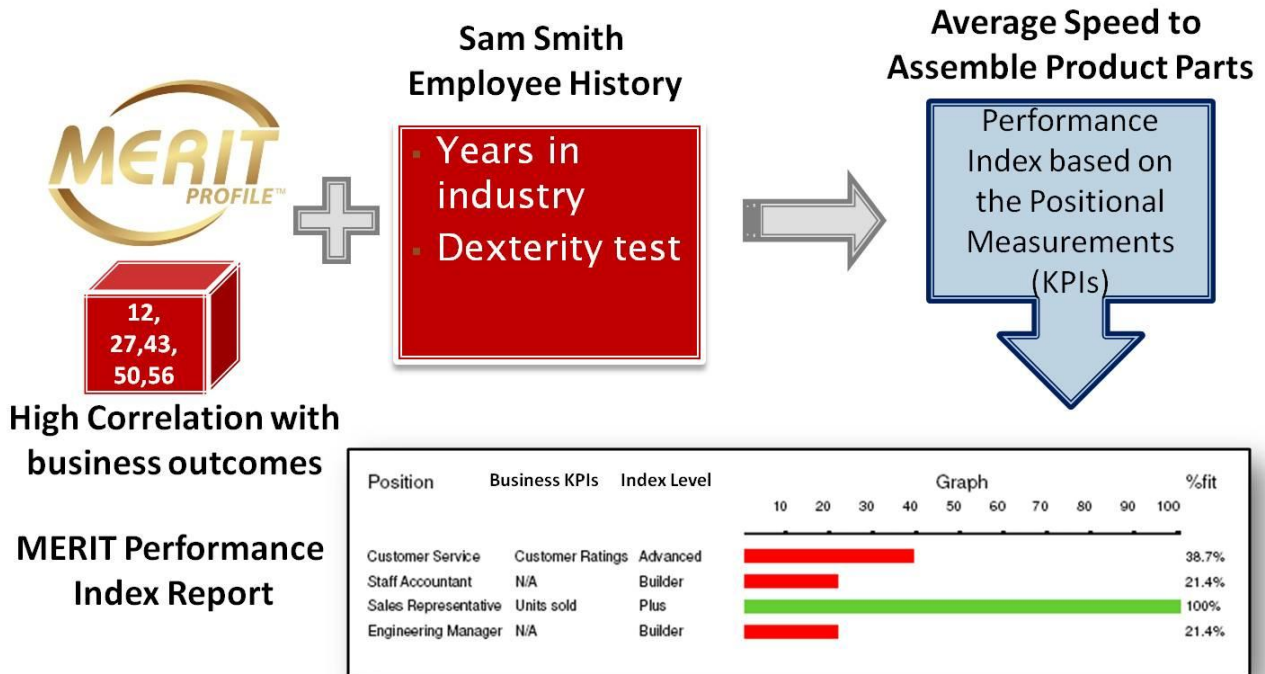 MERIT
PROFILE™
12,
27,43,
50,56
High Correlation with
business outcomes
MERIT Performance
Index Report
Sam Smith
Employee History
▪ Years in
industry
▪ Dexterity test
Average Speed to
Assemble Product Parts
Performance
Index based on
the Positional
Measurements
(KPIs)
Position Business KPIs Index Level Graph %fit
10 20 30 40 50 60 70 80 90 100
Customer Service Customer Ratings Advanced 38.7%
Staff Accountant N/A Builder 21.4%
Sales Representative Units sold Plus 100%
Engineering Manager N/A Builder 21.4%